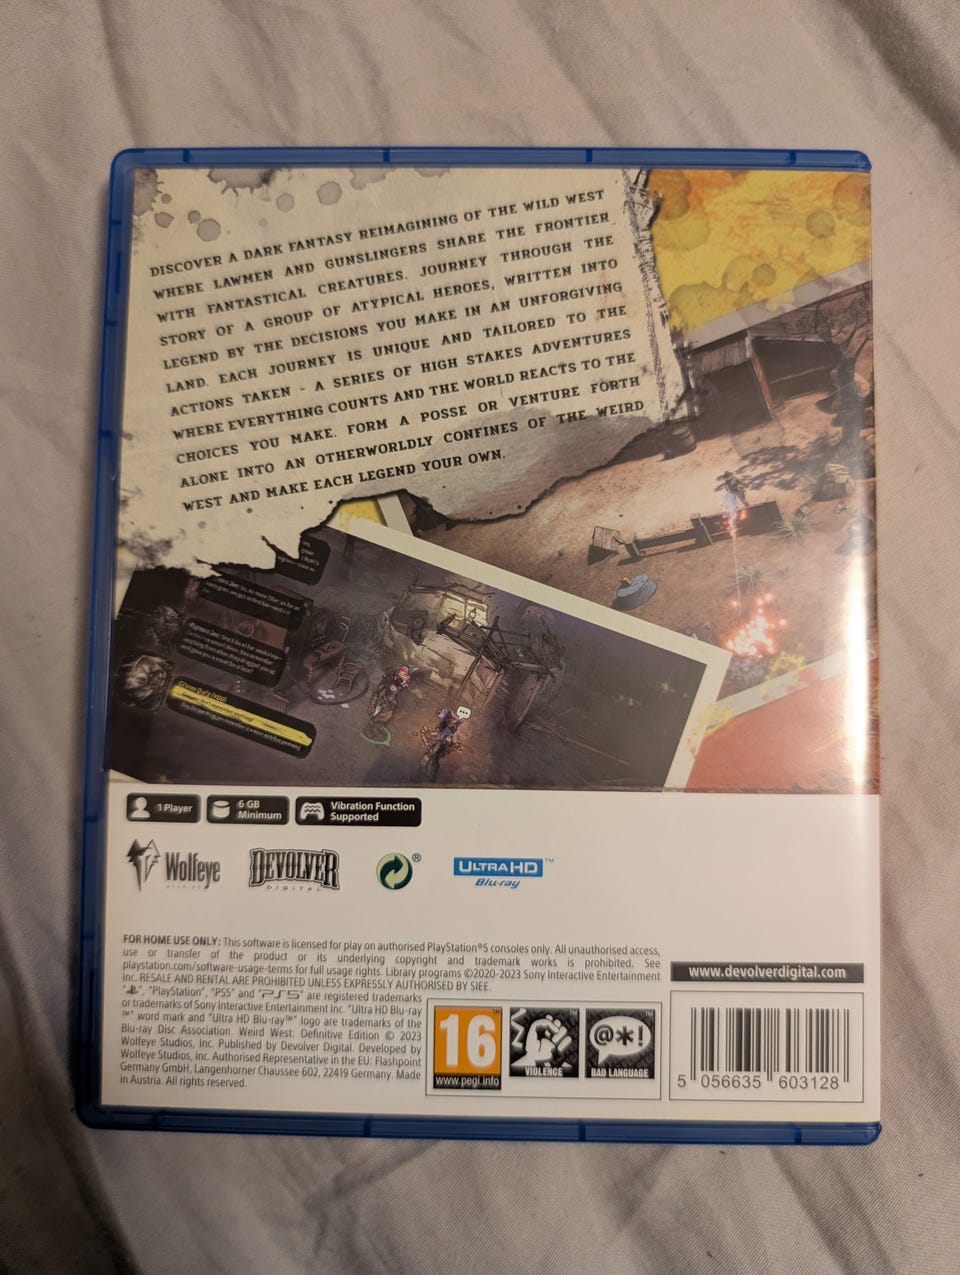 DISCOVER A DARK FANTASY REIMAGINING OF THE WILD WEST
WHERE LAWMEN AND GUNSLINGERS SHARE THE FRONTIER
WITH FANTASTICAL CREATURES. JOURNEY THROUGH THE
STORY OF A GROUP OF ATYPICAL HEROES, WRITTEN INTO
LEGEND BY THE DECISIONS YOU MAKE IN AN UNFORGIVING
LAND. EACH JOURNEY IS UNIQUE AND TAILORED TO THE
ACTIONS TAKEN - A SERIES OF HIGH STAKES ADVENTURES
WHERE EVERYTHING COUNTS AND THE WORLD REACTS TO THE
CHOICES YOU MAKE. FORM A POSSE OR VENTURE FORTH
ALONE INTO AN OTHERWORLDLY CONFINES OF THE WEIRD
WEST AND MAKE EACH LEGEND YOUR OWN.
1 Player
6 GB
Minimum
Vibration Function
Supported
Wolfeye
STUDIOS
DEVOLVER
DIGITAL
®
ULTRA HD™
Blu-ray
FOR HOME USE ONLY: This software is licensed for play on authorised PlayStation®5 consoles only. All unauthorised access,
use or transfer of the product or its underlying copyright and trademark works is prohibited. See
playstation.com/software-usage-terms for full usage rights. Library programs ©2020-2023 Sony Interactive Entertainment
Inc. RESALE AND RENTAL ARE PROHIBITED UNLESS EXPRESSLY AUTHORISED BY SIEE.
"", "PlayStation", "PS5" and "PS5" are registered trademarks
or trademarks of Sony Interactive Entertainment Inc. "Ultra HD Blu-ray
™" word mark and "Ultra HD Blu-ray™" logo are trademarks of the
Blu-ray Disc Association. Weird West: Definitive Edition © 2023
Wolfeye Studios, Inc. Published by Devolver Digital. Developed by
Wolfeye Studios, Inc. Authorised Representative in the EU: Flashpoint
Germany GmbH, Langenhorner Chaussee 602, 22419 Germany. Made
in Austria. All rights reserved.
16
www.pegi.info
VIOLENCE
@*!
BAD LANGUAGE
www.devolverdigital.com
5 056635 603128